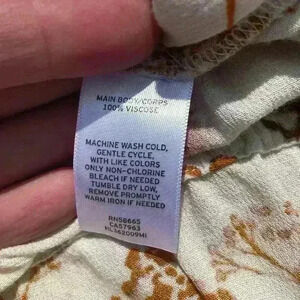 MAIN BODY/CORPS
100% VISCOSE
MACHINE WASH COLD,
GENTLE CYCLE,
WITH LIKE COLORS
ONLY NON-CHLORINE
BLEACH IF NEEDED
TUMBLE DRY LOW,
REMOVE PROMPTLY
WARM IRON IF NEEDED
RN58665
CA57963